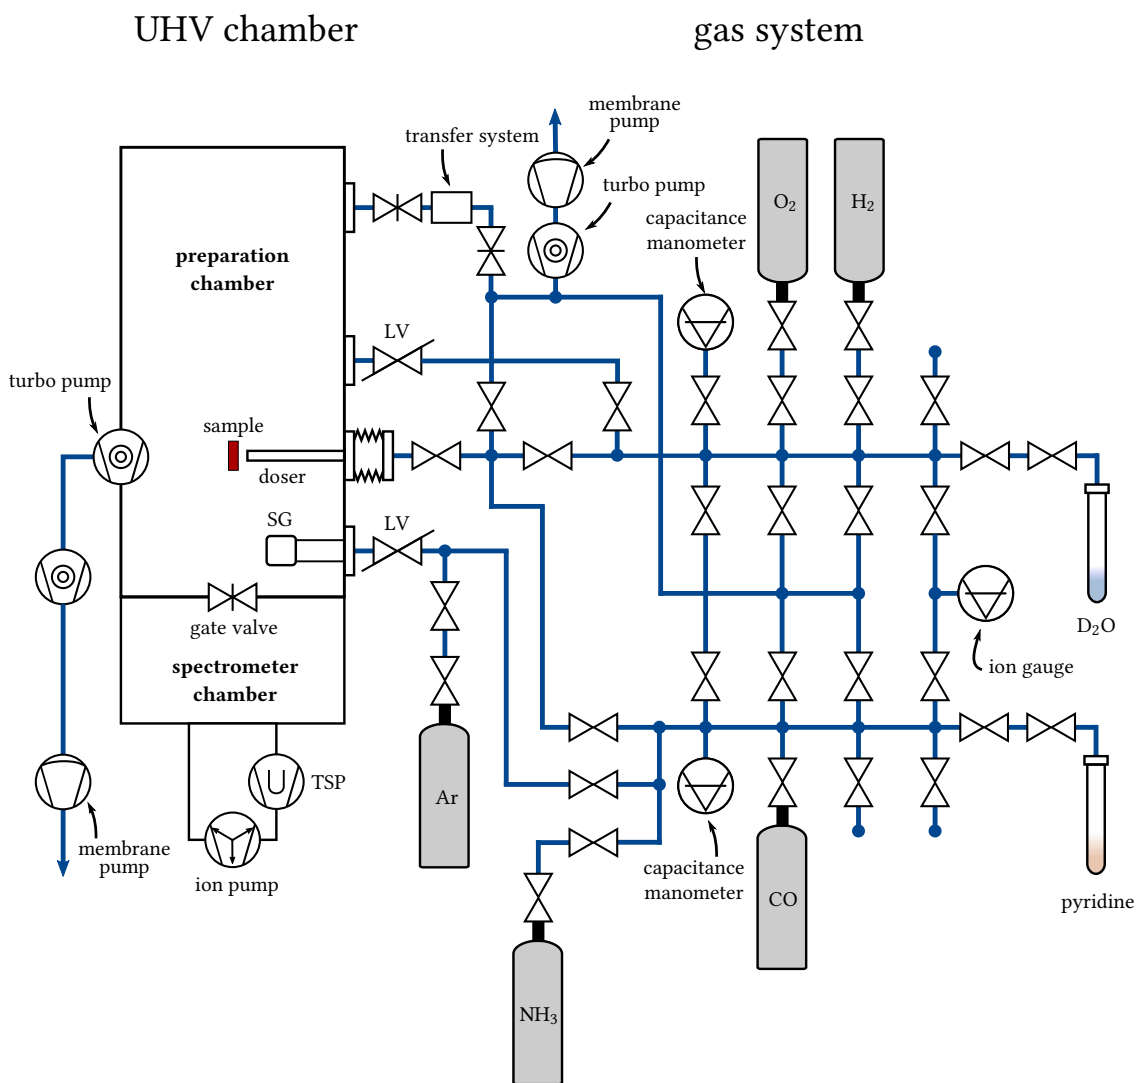 UHV chamber
gas system
membrane
pump
transfer system
turbo pump
capacitance
manometer
O₂
H₂
preparation
chamber
LV
turbo pump
sample
doser
SG
LV
gate valve
D₂O
spectrometer
chamber
ion gauge
TSP
Ar
membrane
pump
ion pump
capacitance
manometer
CO
pyridine
NH₃